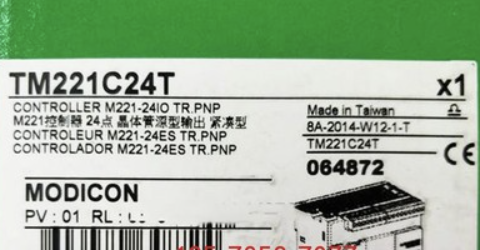 TM221C24T x1
CONTROLLER M221-24IO TR.PNP
M221控制器 24点 晶体管源型输出 紧凑型
CONTROLEUR M221-24ES TR.PNP
CONTROLADOR M221-24ES TR.PNP
Made in Taiwan
8A-2014-W12-1-T
TM221C24T
064872
CE
MODICON
PV : 01 RL :